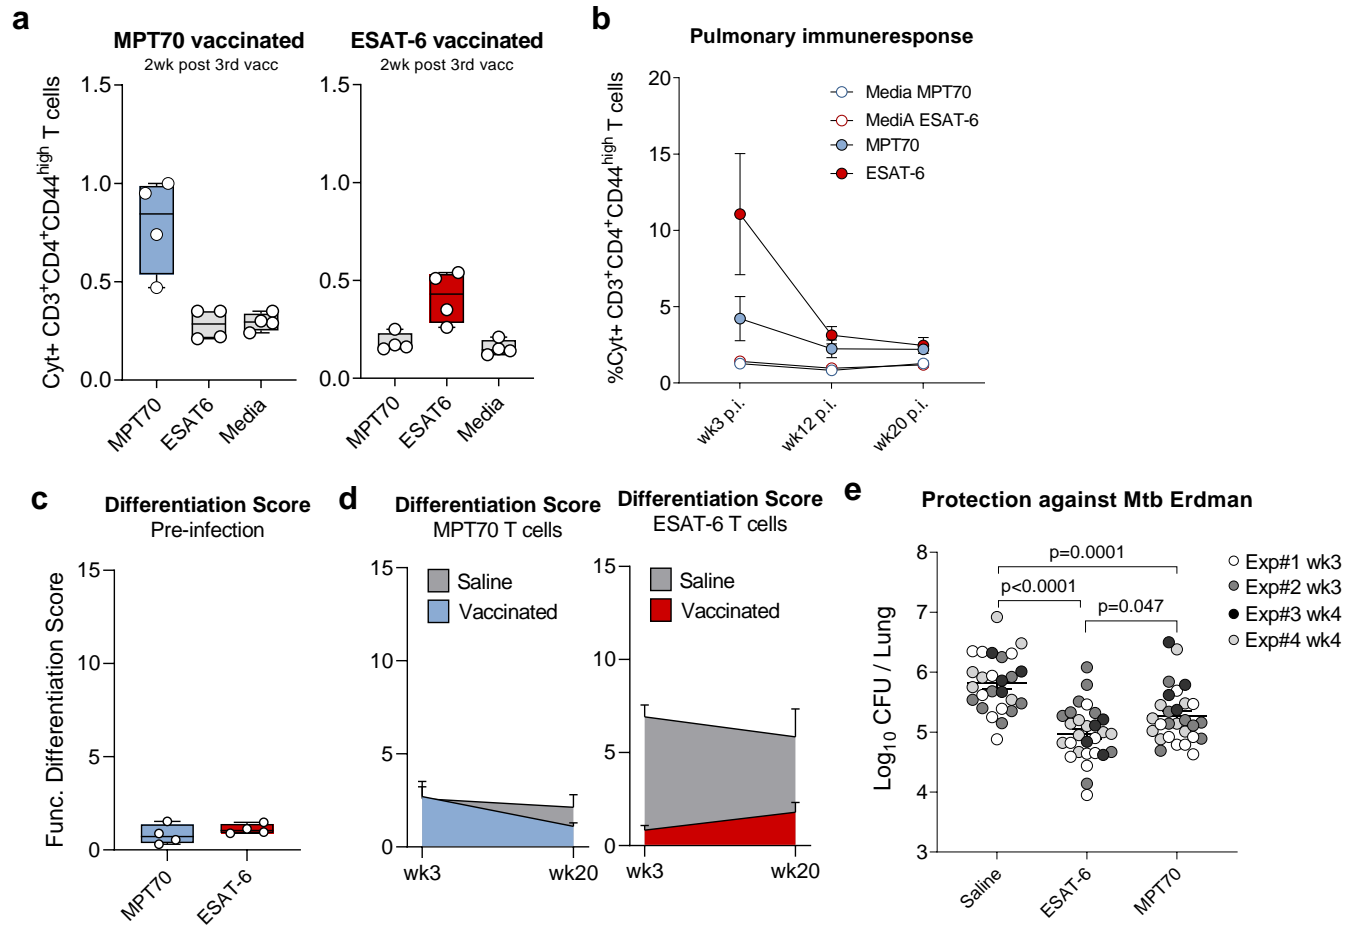 a
MPT70 vaccinated
2wk post 3rd vacc
Cyt+ CD3+CD4+CD44high T cells
1.5
1.0
0.5
0.0
MPT70
ESAT6
Media
ESAT-6 vaccinated
2wk post 3rd vacc
1.5
1.0
0.5
0.0
MPT70
ESAT6
Media
b
Pulmonary immuneresponse
%Cyt+ CD3+CD4+CD44high T cells
20
15
10
5
0
Media MPT70
MediA ESAT-6
MPT70
ESAT-6
wk3 p.i.
wk12 p.i.
wk20 p.i.
c
Differentiation Score
Pre-infection
Func. Differentiation Score
15
10
5
0
MPT70
ESAT-6
d
Differentiation Score
MPT70 T cells
15
10
5
0
Saline
Vaccinated
wk3
wk20
Differentiation Score
ESAT-6 T cells
15
10
5
0
Saline
Vaccinated
wk3
wk20
e
Protection against Mtb Erdman
Log10 CFU / Lung
8
7
6
5
4
3
p=0.0001
p<0.0001
p=0.047
Exp#1 wk3
Exp#2 wk3
Exp#3 wk4
Exp#4 wk4
Saline
ESAT-6
MPT70